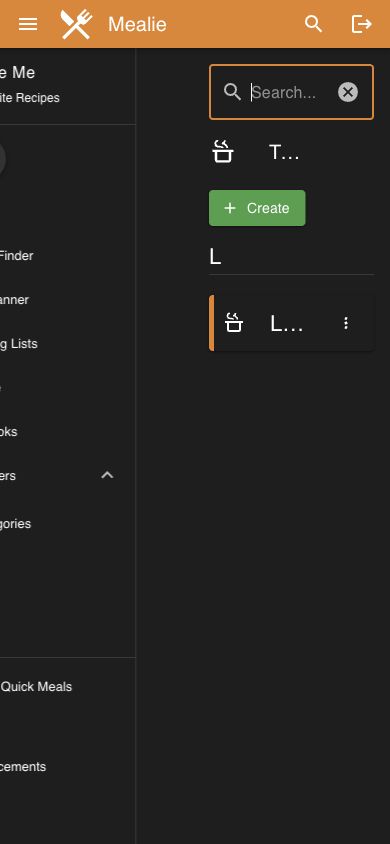 Mealie
e Me
ite Recipes
Finder
anner
g Lists
e
oks
ers
gories
Quick Meals
cements
Search...
T...
Create
L
L...